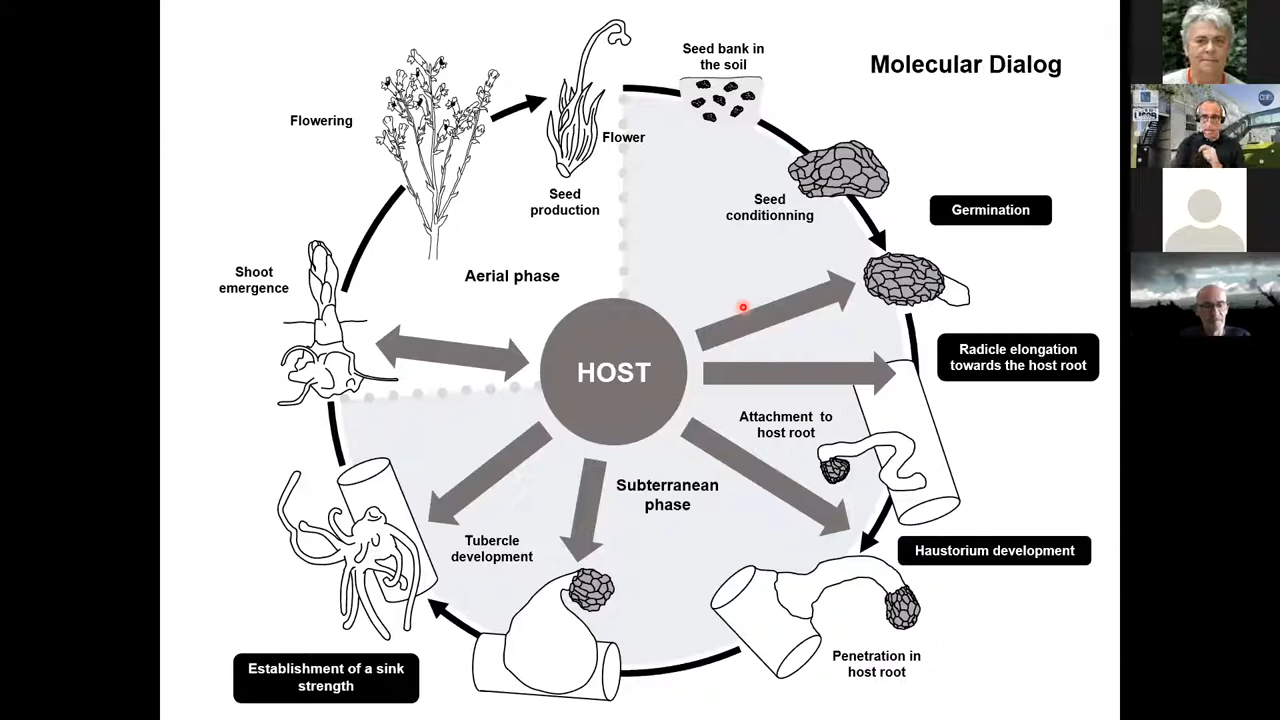 Molecular Dialog
Seed bank in
the soil
Flowering
Flower
Seed
production
Seed
conditionning
Germination
Shoot
emergence
Aerial phase
HOST
Radicle elongation
towards the host root
Attachment to
host root
Subterranean
phase
Tubercle
development
Haustorium development
Penetration in
host root
Establishment of a sink
strength